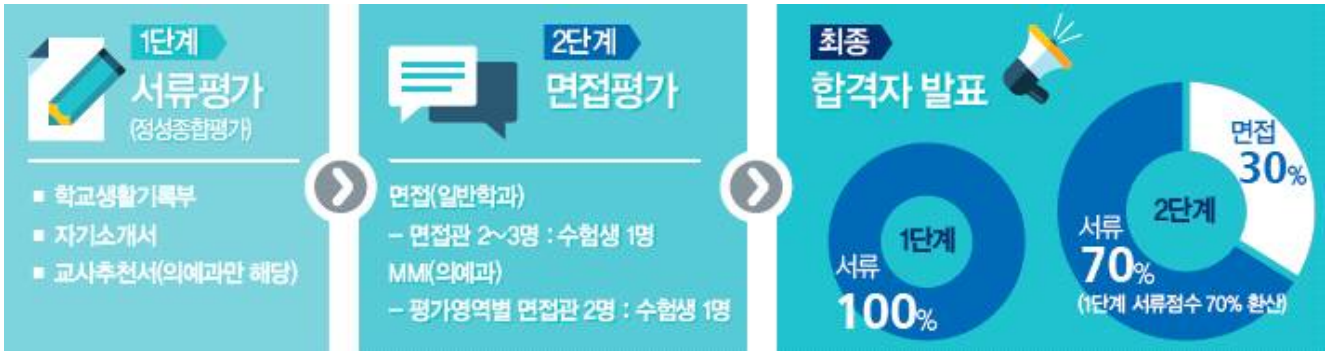 1단계
서류평가
(정성종합평가)
■ 학교생활기록부
■ 자기소개서
■ 교사추천서(의예과만 해당)
2단계
면접평가
면접(일반학과)
– 면접관 2~3명 : 수험생 1명
MMI(의예과)
– 평가영역별 면접관 2명 : 수험생 1명
최종
합격자 발표
1단계
서류
100%
면접
30%
2단계
서류
70%
(1단계 서류점수 70% 환산)